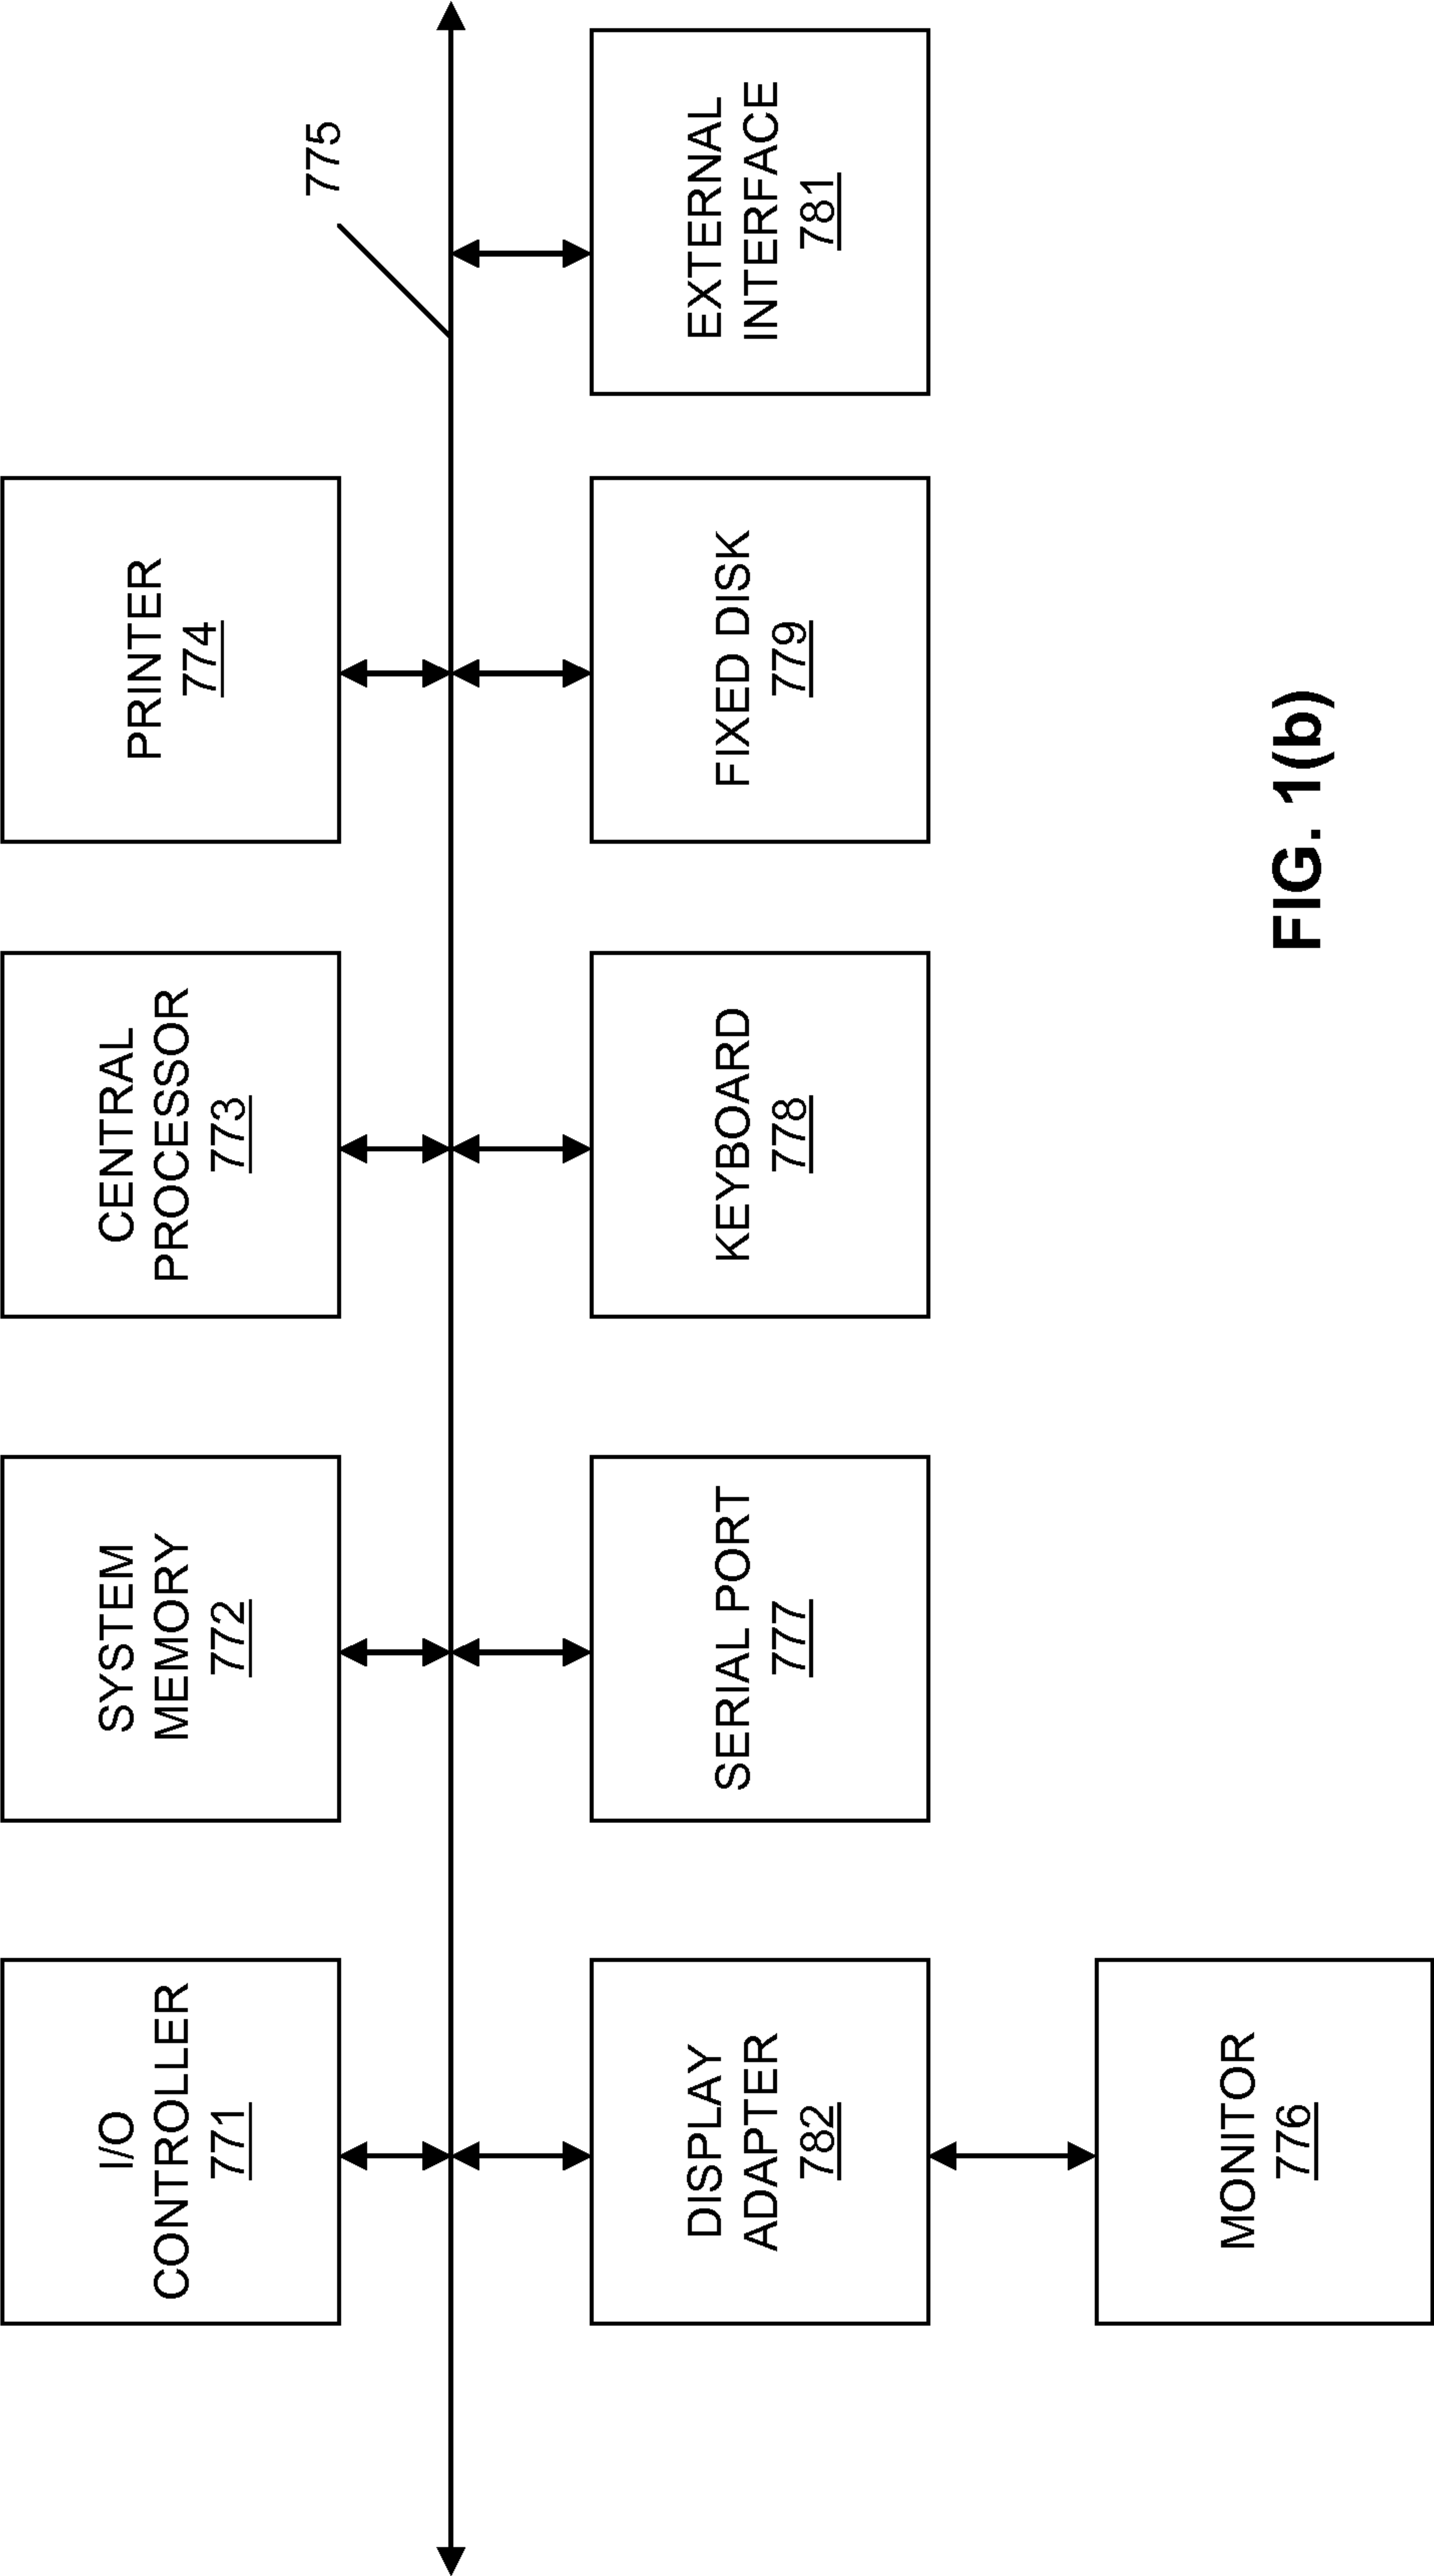 I/O
CONTROLLER
771
SYSTEM
MEMORY
772
CENTRAL
PROCESSOR
773
PRINTER
774
775
DISPLAY
ADAPTER
782
SERIAL PORT
777
KEYBOARD
778
FIXED DISK
779
EXTERNAL
INTERFACE
781
MONITOR
776
FIG. 1(b)